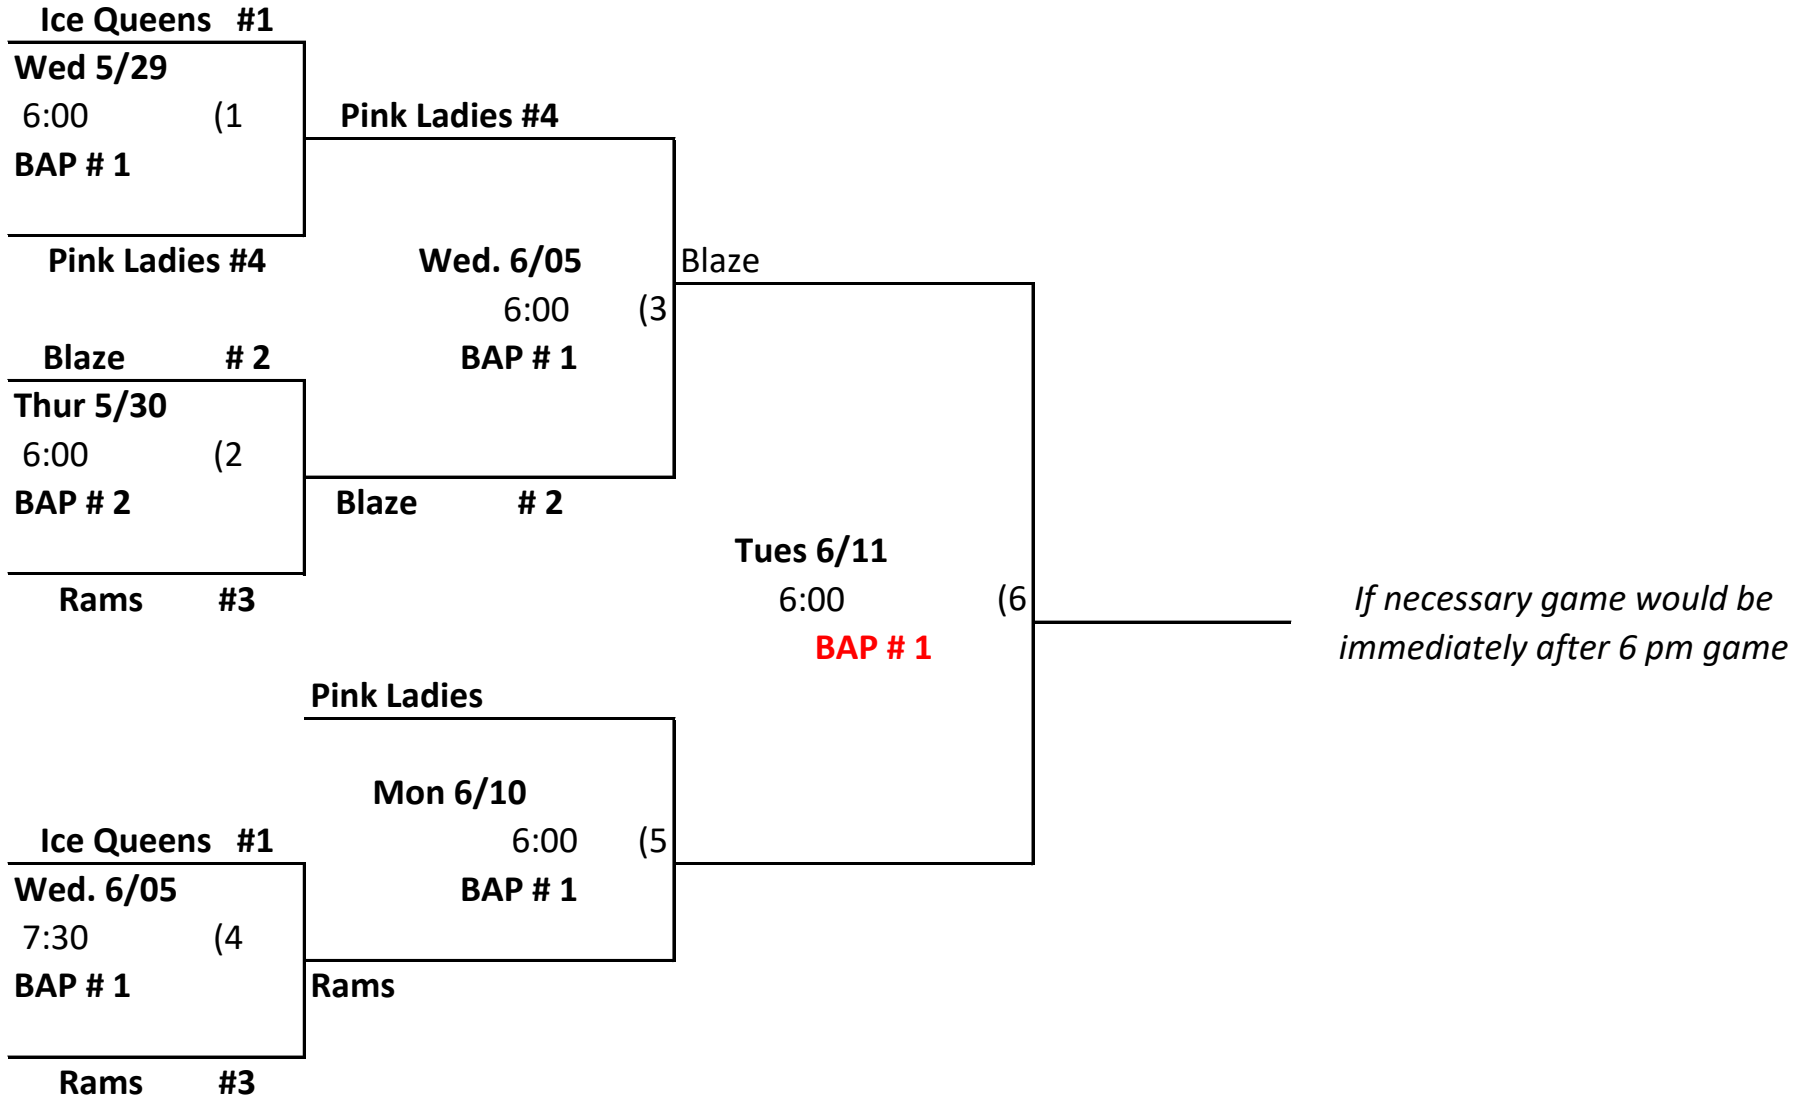 Ice Queens #1
Wed 5/29
6:00 (1
BAP # 1
Pink Ladies #4
Pink Ladies #4
Wed. 6/05
6:00 (3
BAP # 1
Blaze
Blaze # 2
Thur 5/30
6:00 (2
BAP # 2
Rams #3
Blaze # 2
Tues 6/11
6:00 (6
BAP # 1
If necessary game would be
immediately after 6 pm game
Pink Ladies
Mon 6/10
6:00 (5
BAP # 1
Ice Queens #1
Wed. 6/05
7:30 (4
BAP # 1
Rams
Rams #3